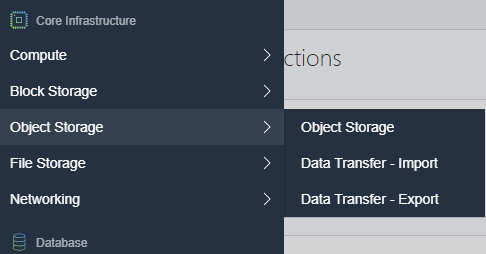 Core Infrastructure
Compute
ctions
Block Storage
Object Storage
Object Storage
File Storage
Data Transfer - Import
Networking
Data Transfer - Export
Database